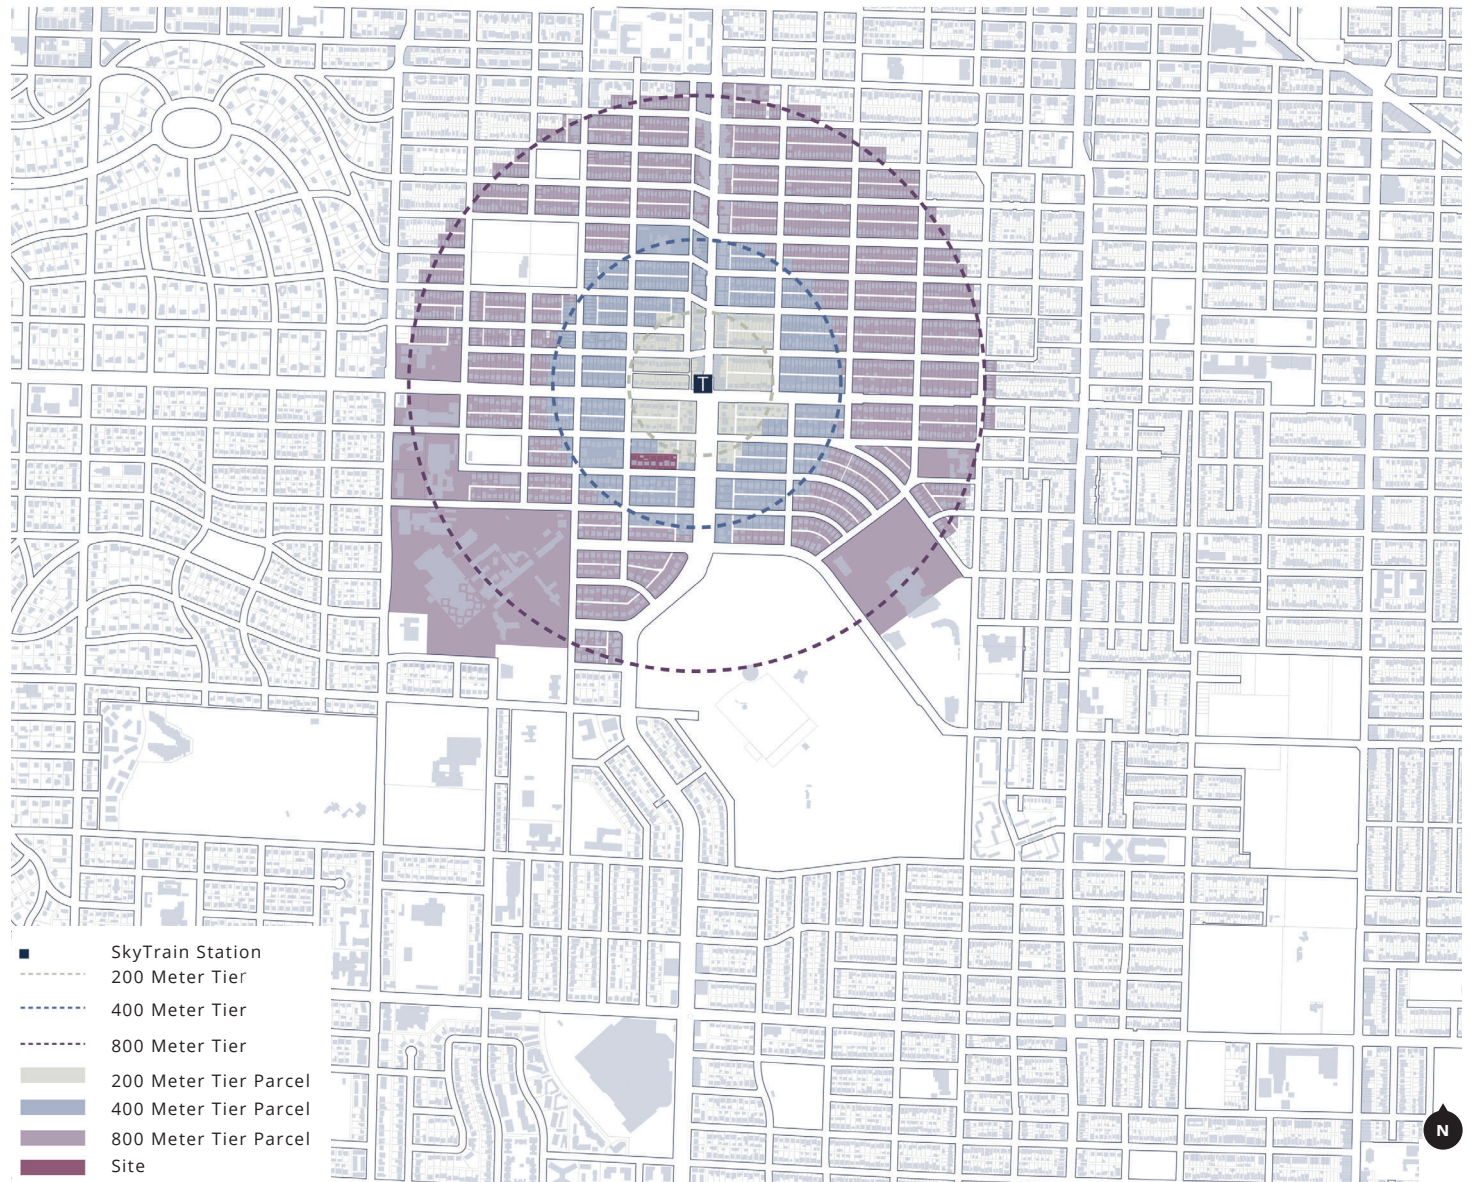 T
SkyTrain Station
200 Meter Tier
400 Meter Tier
800 Meter Tier
200 Meter Tier Parcel
400 Meter Tier Parcel
800 Meter Tier Parcel
Site
N